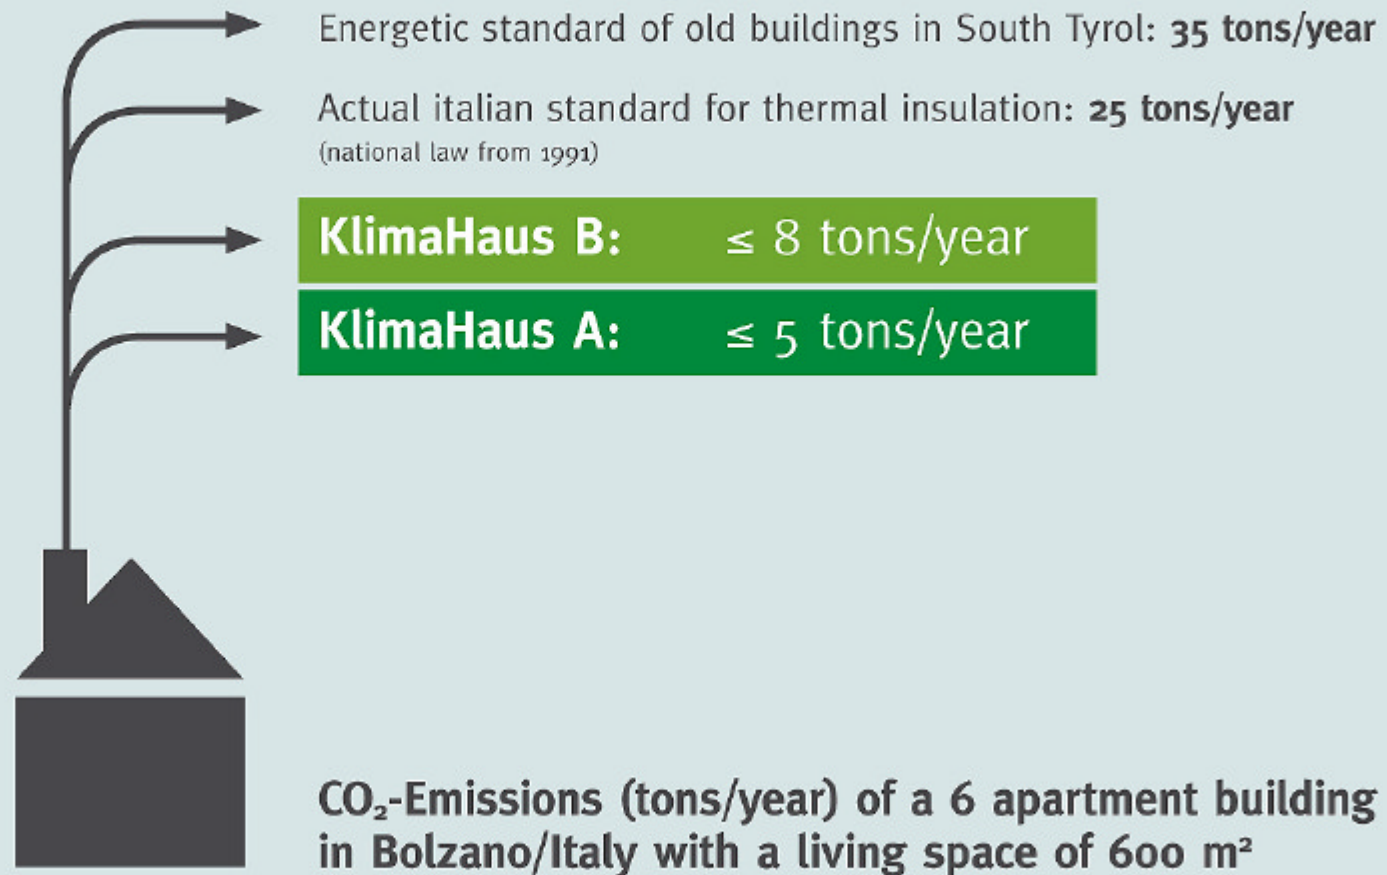 Energetic standard of old buildings in South Tyrol: 35 tons/year
Actual italian standard for thermal insulation: 25 tons/year
(national law from 1991)
KlimaHaus B: ≤ 8 tons/year
KlimaHaus A: ≤ 5 tons/year
CO₂-Emissions (tons/year) of a 6 apartment building
in Bolzano/Italy with a living space of 600 m²